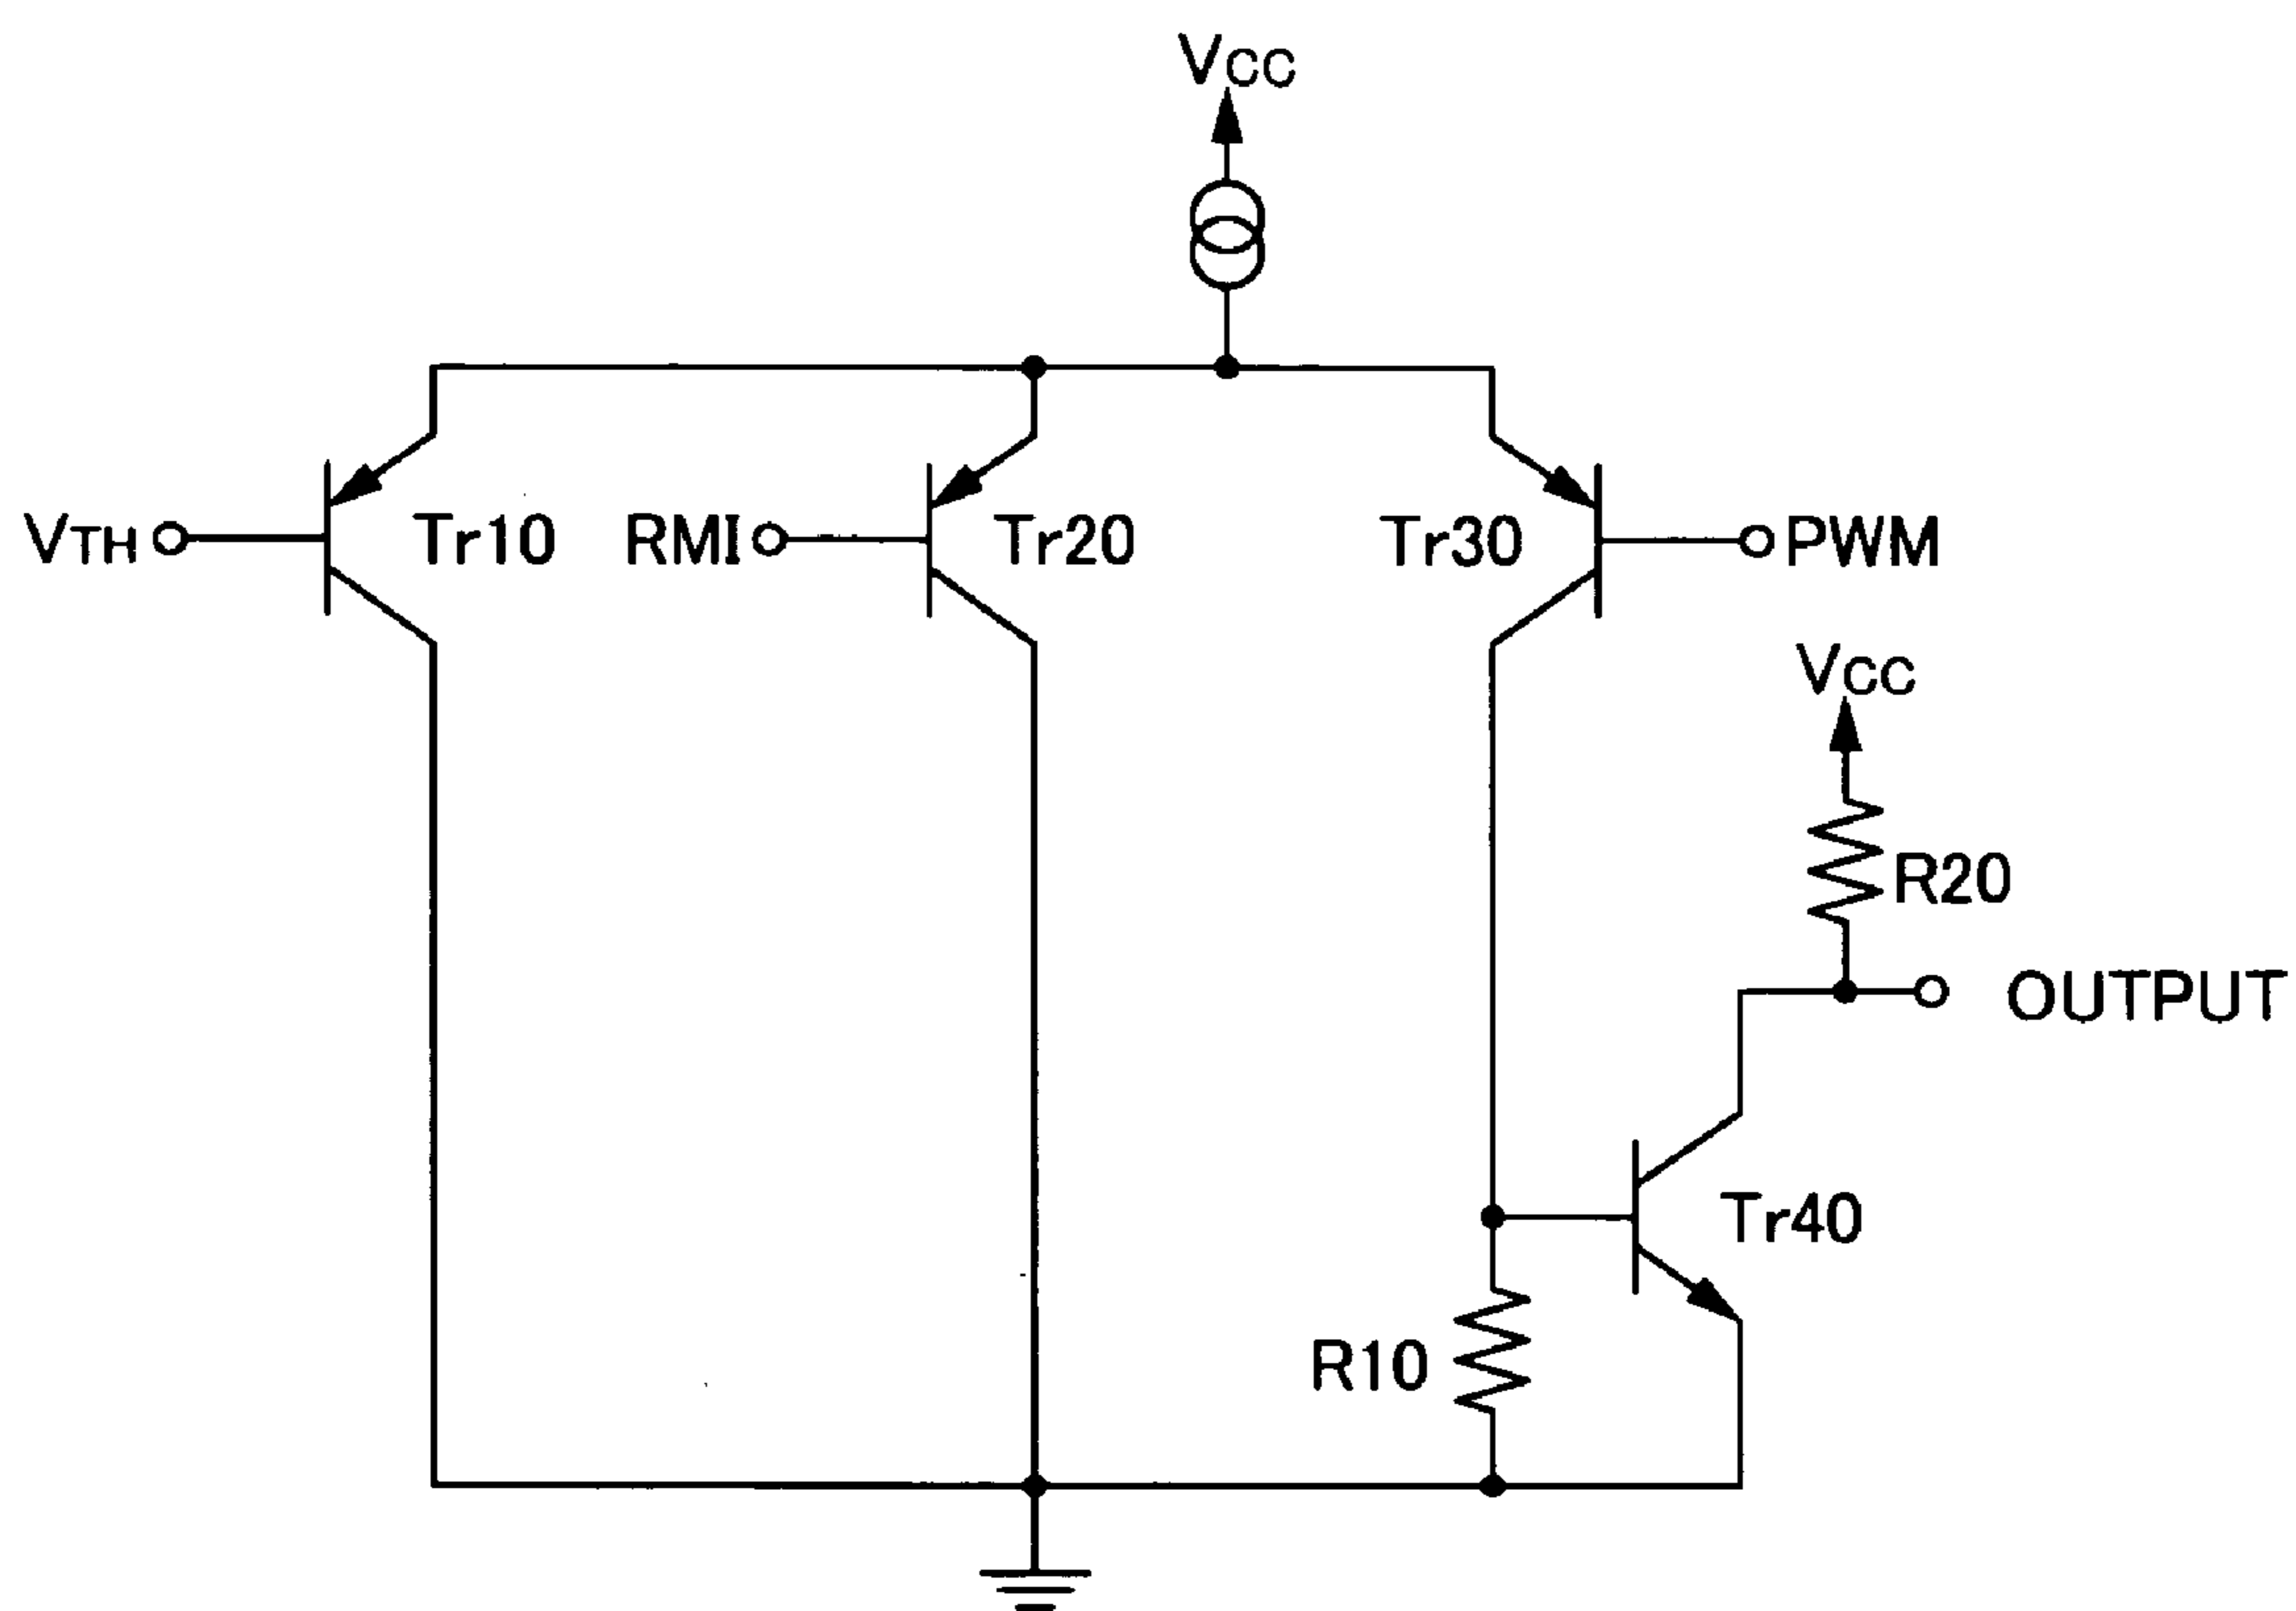 VCC
VTH
Tr10
RMI
Tr20
Tr30
PWM
VCC
R20
OUTPUT
Tr40
R10